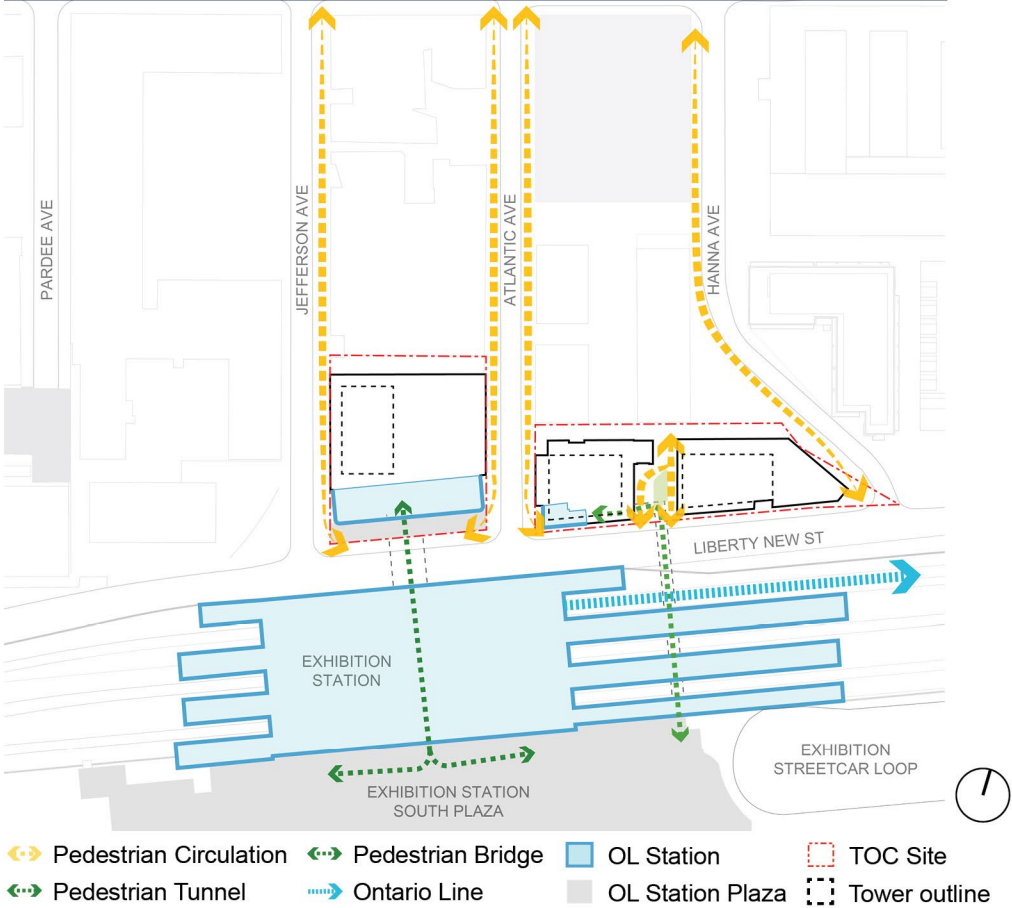 PARDEE AVE
JEFFERSON AVE
ATLANTIC AVE
HANNA AVE
LIBERTY NEW ST
EXHIBITION
STATION
EXHIBITION
STREETCAR LOOP
EXHIBITION STATION
SOUTH PLAZA
Pedestrian Circulation
Pedestrian Bridge
OL Station
TOC Site
Pedestrian Tunnel
Ontario Line
OL Station Plaza
Tower outline